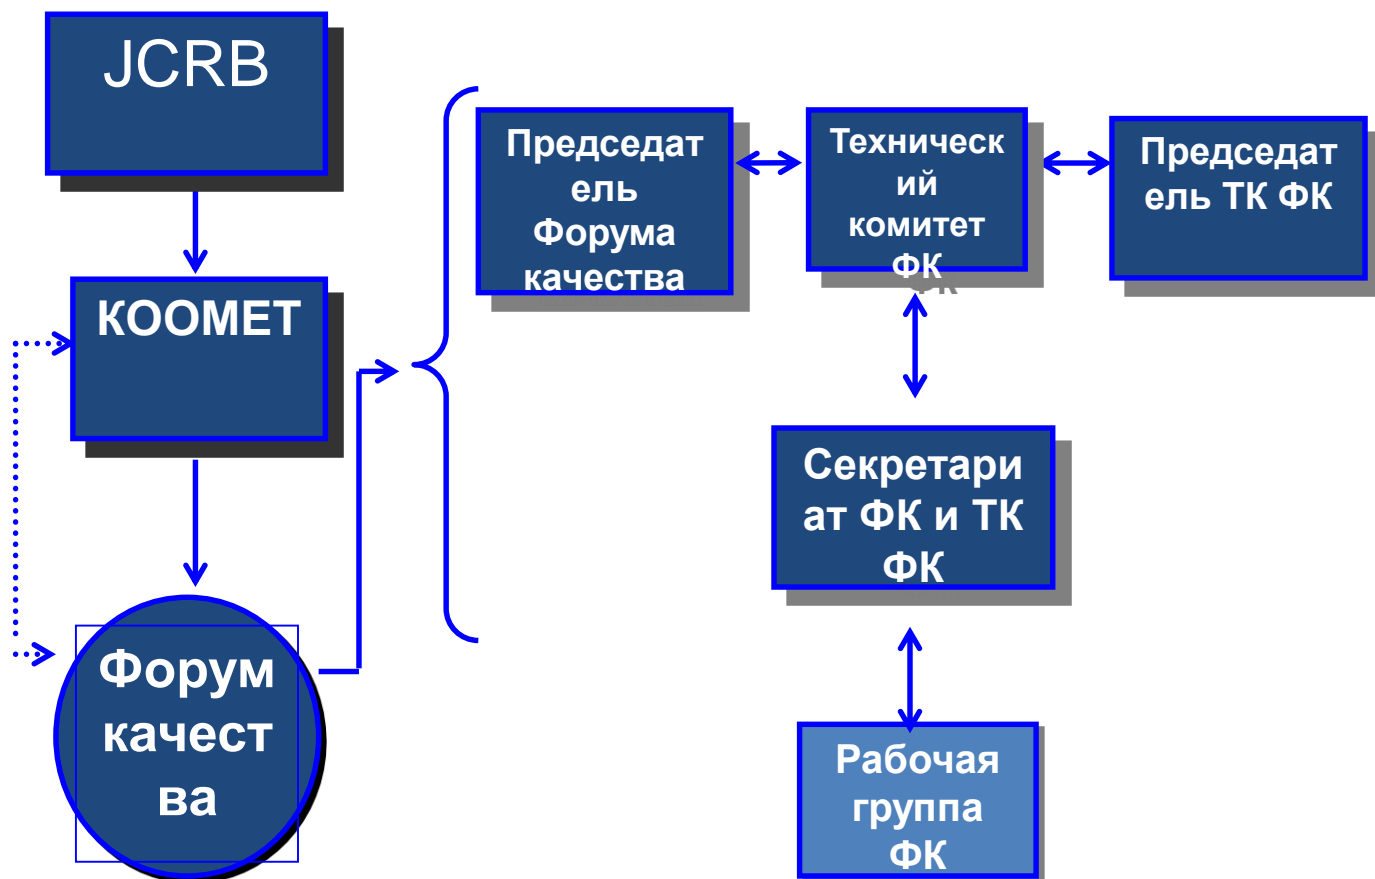 JCRB
КООМЕТ
Форум
качест
ва
Председат
ель
Форума
качества
Техническ
ий
комитет
ФК
Председат
ель ТК ФК
Секретари
ат ФК и ТК
ФК
Рабочая
группа
ФК